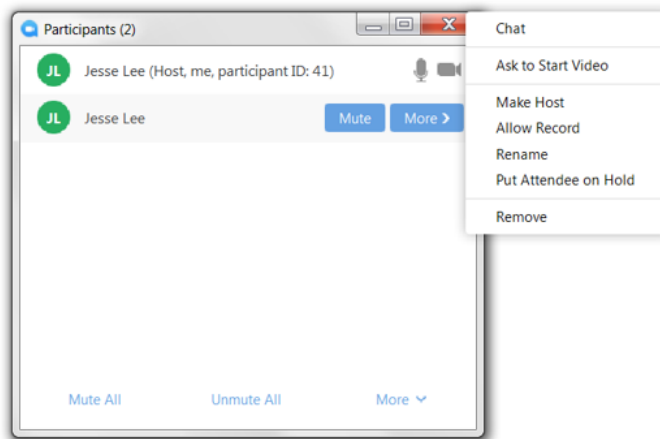 Participants (2)
JL Jesse Lee (Host, me, participant ID: 41)
JL Jesse Lee Mute More
Mute All Unmute All More
Chat
Ask to Start Video
Make Host
Allow Record
Rename
Put Attendee on Hold
Remove